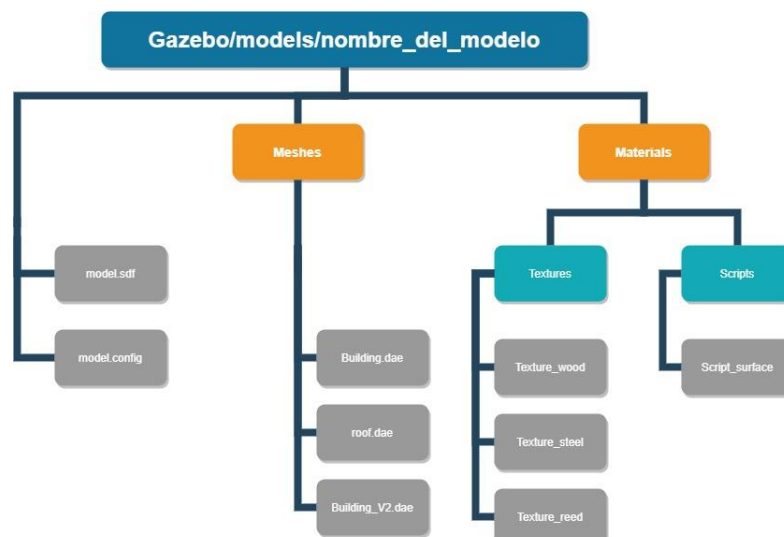 Gazebo/models/nombre_del_modelo
Meshes
Materials
model.sdf
Textures
Scripts
model.config
Building.dae
Texture_wood
Script_surface
roof.dae
Texture_steel
Building_V2.dae
Texture_reed